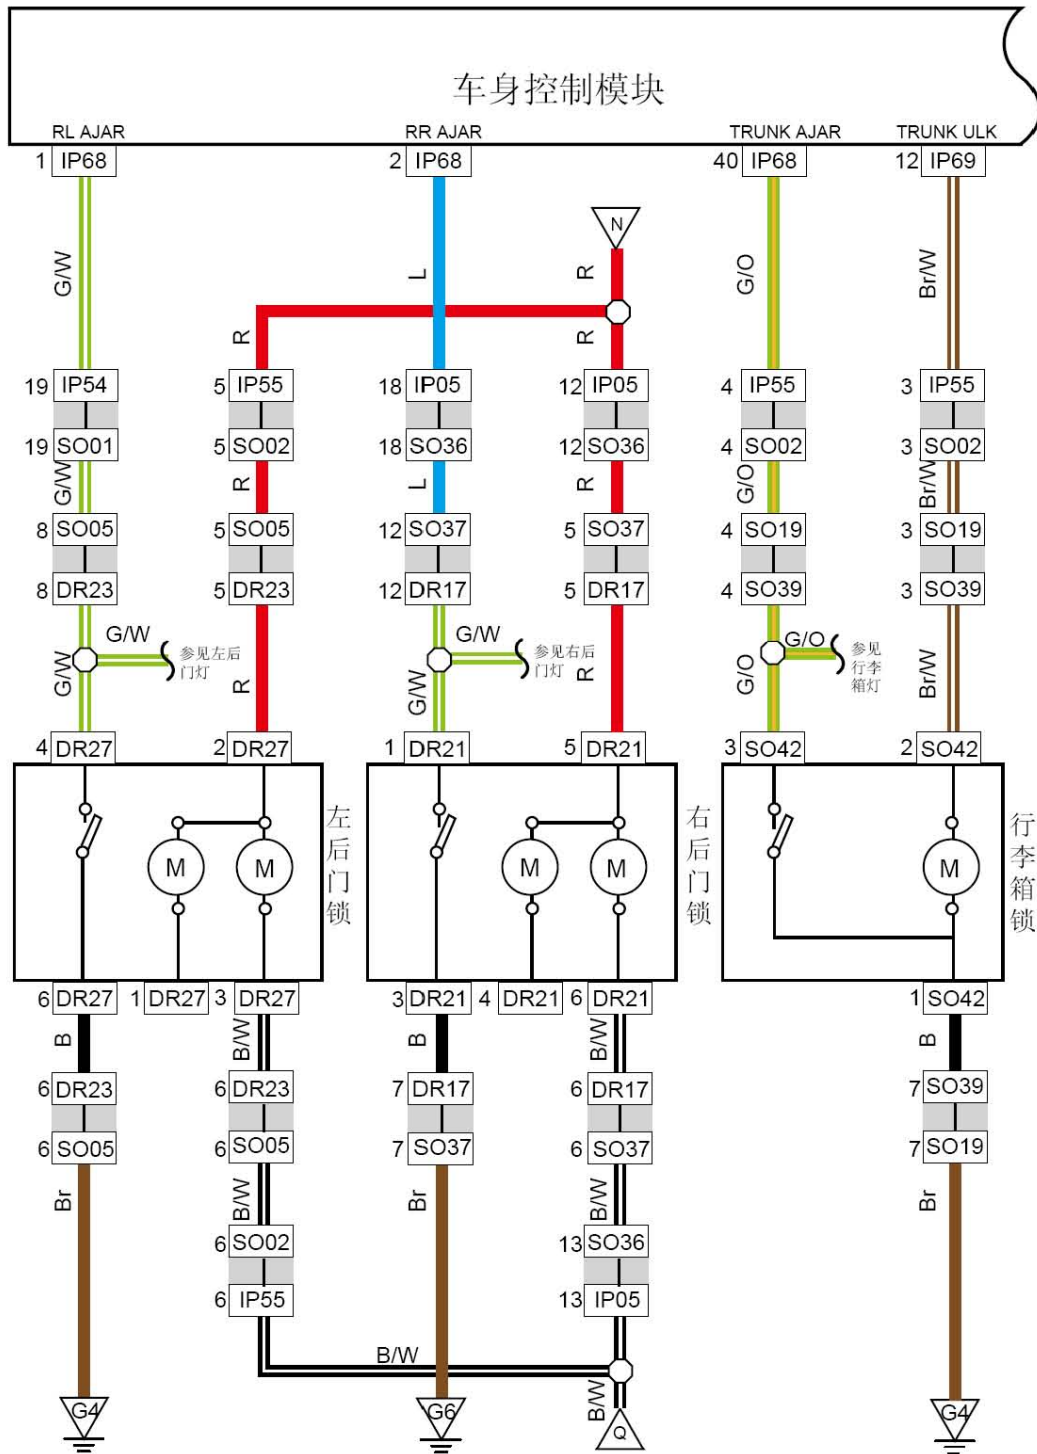 车身控制模块
RL AJAR RR AJAR TRUNK AJAR TRUNK ULK
1 IP68 2 IP68 40 IP68 12 IP69
N
G/W L R G/O Br/W
R R
19 IP54 5 IP55 18 IP05 12 IP05 4 IP55 3 IP55
19 SO01 5 SO02 18 SO36 12 SO36 4 SO02 3 SO02
G/W R L R G/O Br/W
8 SO05 5 SO05 12 SO37 5 SO37 4 SO19 3 SO19
8 DR23 5 DR23 12 DR17 5 DR17 4 SO39 3 SO39
G/W G/W G/O
参见左后
门灯
参见右后
门灯
参见
行李
箱灯
G/W R G/W R G/O Br/W
4 DR27 2 DR27 1 DR21 5 DR21 3 SO42 2 SO42
左后门锁
右后门锁
行李箱锁
M M M M M
6 DR27 1 DR27 3 DR27 3 DR21 4 DR21 6 DR21 1 SO42
B B/W B B/W B
6 DR23 6 DR23 7 DR17 6 DR17 7 SO39
6 SO05 6 SO05 7 SO37 6 SO37 7 SO19
Br B/W Br B/W Br
6 SO02 13 SO36
6 IP55 13 IP05
B/W
B/W
G4 G6 Q G4